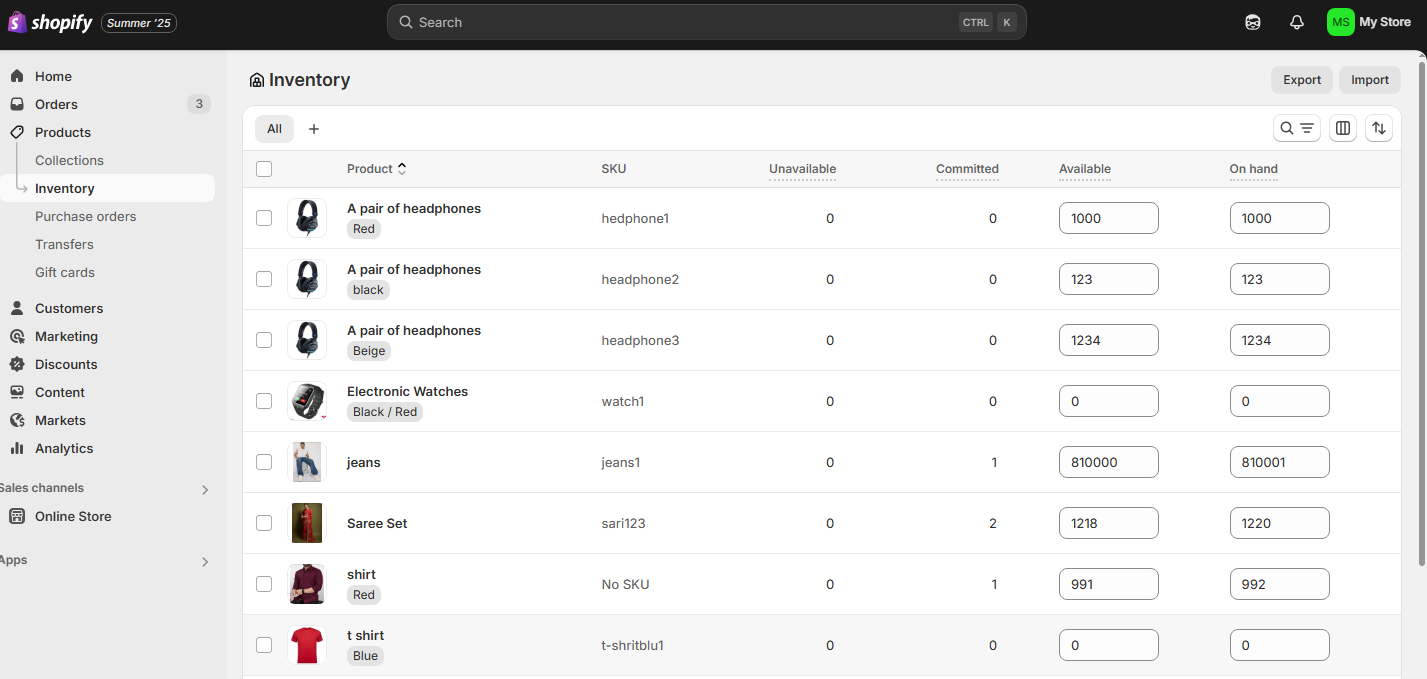 shopify Summer '25 Search CTRL K MS My Store
Home
Orders 3
Products
Collections
Inventory
Purchase orders
Transfers
Gift cards
Customers
Marketing
Discounts
Content
Markets
Analytics
Sales channels
Online Store
Apps
Inventory Export Import
All +
Product SKU Unavailable Committed Available On hand
A pair of headphones
Red hedphone1 0 0 1000 1000
A pair of headphones
black headphone2 0 0 123 123
A pair of headphones
Beige headphone3 0 0 1234 1234
Electronic Watches
Black / Red watch1 0 0 0 0
jeans jeans1 0 1 810000 810001
Saree Set sari123 0 2 1218 1220
shirt
Red No SKU 0 1 991 992
t shirt
Blue t-shritblu1 0 0 0 0